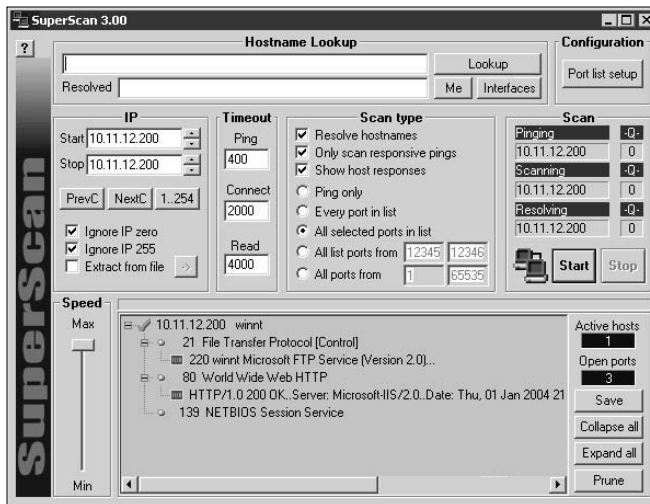 SuperScan 3.00
?
Hostname Lookup
Lookup
Resolved
Me
Interfaces
Configuration
Port list setup
IP
Start 10.11.12.200
Stop 10.11.12.200
PrevC
NextC
1..254
Ignore IP zero
Ignore IP 255
Extract from file
->
Timeout
Ping
400
Connect
2000
Read
4000
Scan type
Resolve hostnames
Only scan responsive pings
Show host responses
Ping only
Every port in list
All selected ports in list
All list ports from 12345 12346
All ports from 1 65535
Scan
Pinging -Q-
10.11.12.200 0
Scanning -Q-
10.11.12.200 0
Resolving -Q-
10.11.12.200 0
Start
Stop
SuperScan
Speed
Max
Min
10.11.12.200 winnt
21 File Transfer Protocol [Control]
220 winnt Microsoft FTP Service (Version 2.0)...
80 World Wide Web HTTP
HTTP/1.0 200 OK..Server: Microsoft-IIS/2.0..Date: Thu, 01 Jan 2004 21
139 NETBIOS Session Service
Active hosts
1
Open ports
3
Save
Collapse all
Expand all
Prune